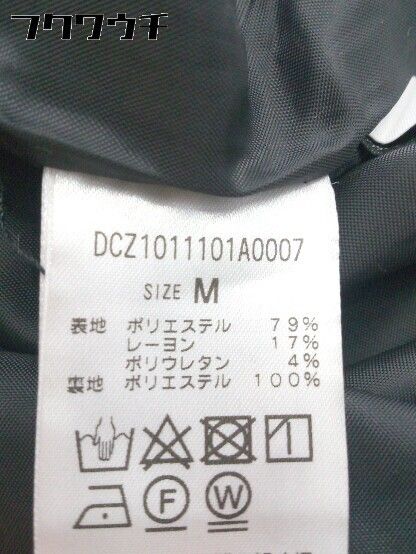 フクウウチ
DCZ1011101A0007
SIZE M
表地 ポリエステル 79%
レーヨン 17%
ポリウレタン 4%
裏地 ポリエステル 100%
F W